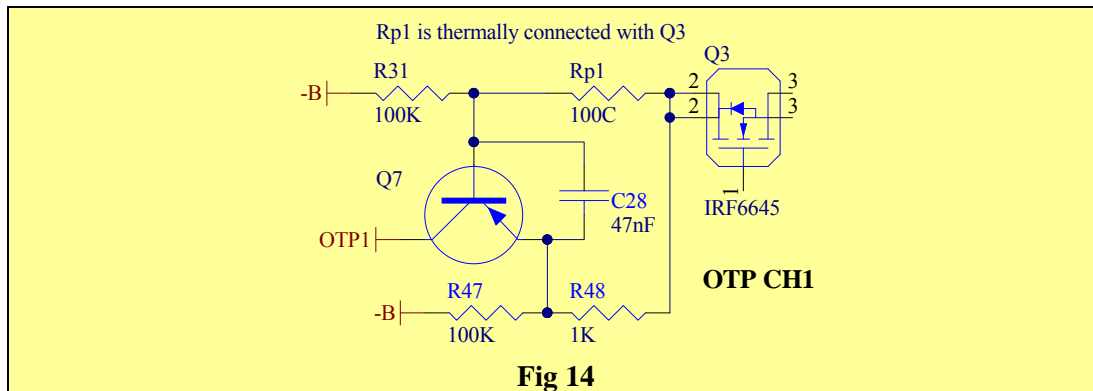 Rp1 is thermally connected with Q3
Q3
R31
Rp1
2
3
-B
2
3
100K
100C
Q7
C28
47nF
1
IRF6645
OTP1
OTP CH1
R47
R48
-B
100K
1K
Fig 14